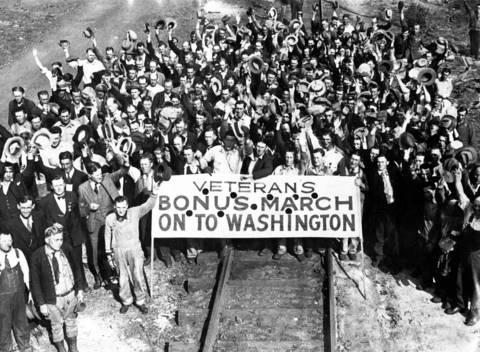 VETERANS
BONUS MARCH
ON TO WASHINGTON